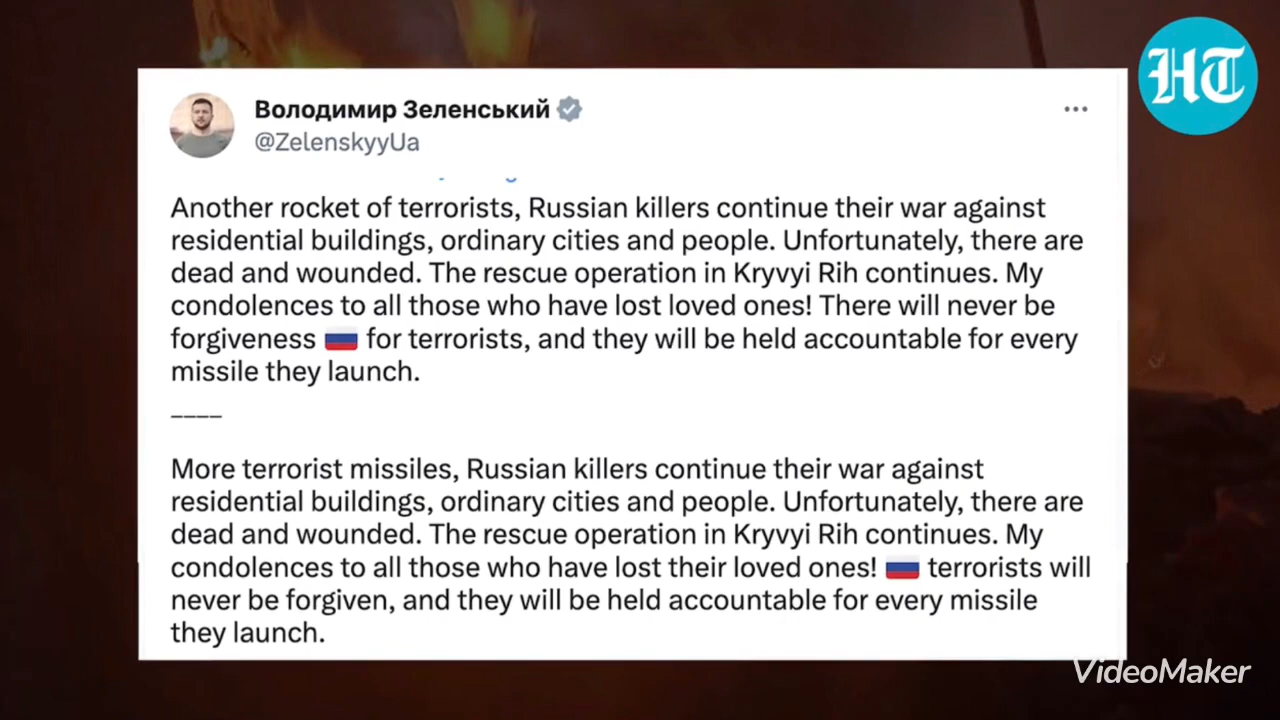 HT
Володимир Зеленський
@ZelenskyyUa
Another rocket of terrorists, Russian killers continue their war against
residential buildings, ordinary cities and people. Unfortunately, there are
dead and wounded. The rescue operation in Kryvyi Rih continues. My
condolences to all those who have lost loved ones! There will never be
forgiveness 🇷🇺 for terrorists, and they will be held accountable for every
missile they launch.
––––
More terrorist missiles, Russian killers continue their war against
residential buildings, ordinary cities and people. Unfortunately, there are
dead and wounded. The rescue operation in Kryvyi Rih continues. My
condolences to all those who have lost their loved ones! 🇷🇺 terrorists will
never be forgiven, and they will be held accountable for every missile
they launch.
VideoMaker